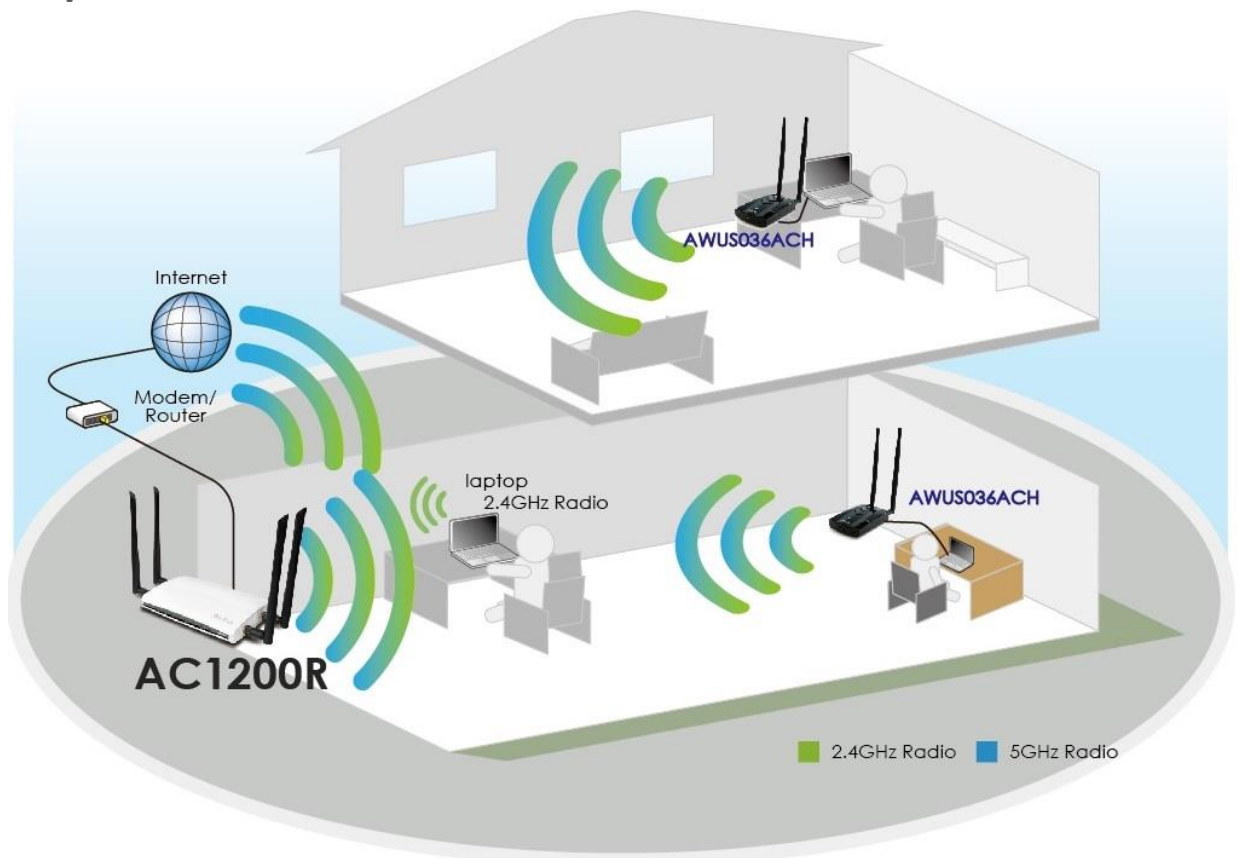 AWUS036ACH
Internet
Modem/
Router
laptop
2.4GHz Radio
AWUS036ACH
AC1200R
2.4GHz Radio
5GHz Radio